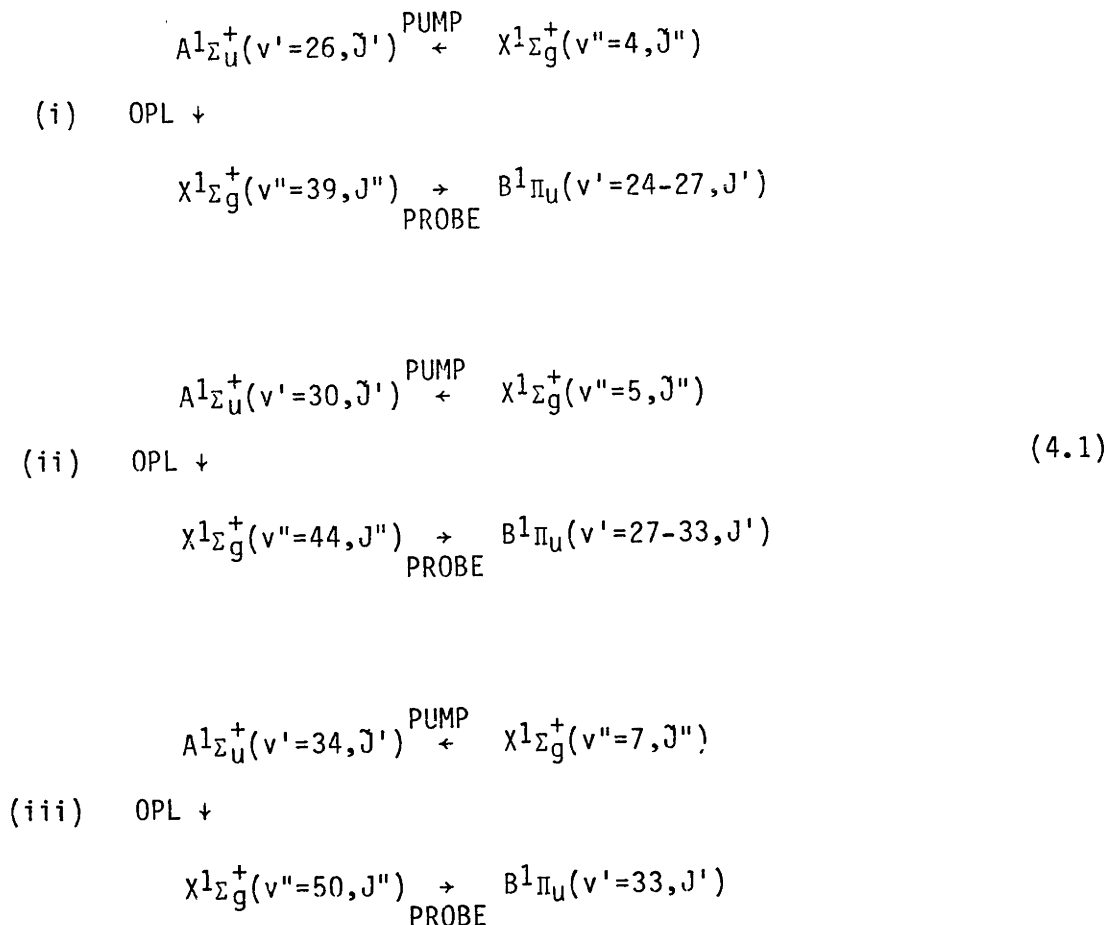 A¹Σᵤ⁺(v'=26,J̃') PUMP ← X¹Σg⁺(v"=4,J̃")
(i) OPL ↓
X¹Σg⁺(v"=39,J") → PROBE B¹Πᵤ(v'=24-27,J')
A¹Σᵤ⁺(v'=30,J̃') PUMP ← X¹Σg⁺(v"=5,J̃")
(ii) OPL ↓ (4.1)
X¹Σg⁺(v"=44,J") → PROBE B¹Πᵤ(v'=27-33,J')
A¹Σᵤ⁺(v'=34,J̃') PUMP ← X¹Σg⁺(v"=7,J̃")
(iii) OPL ↓
X¹Σg⁺(v"=50,J") → PROBE B¹Πᵤ(v'=33,J')